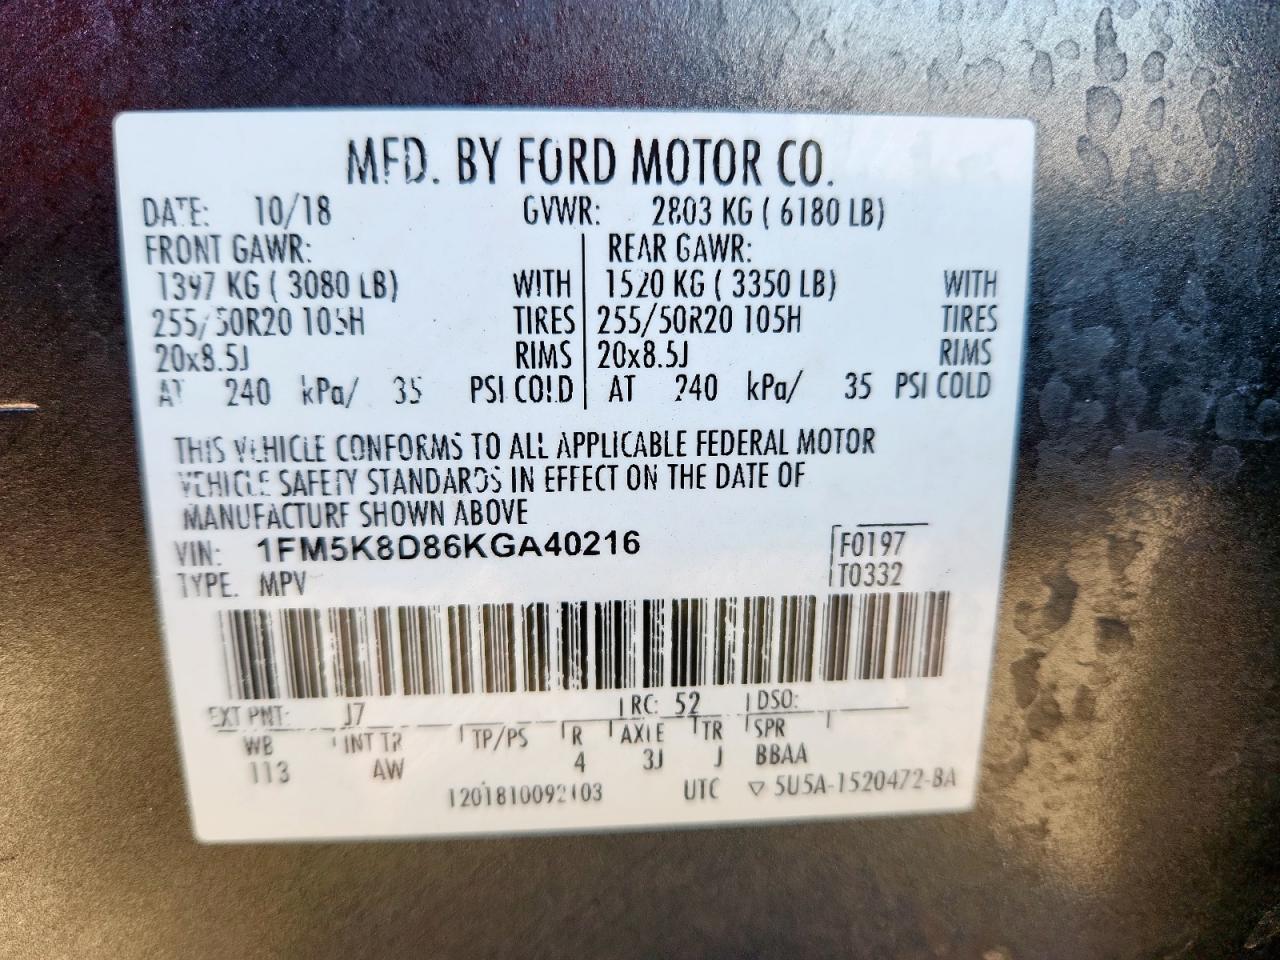 MFD. BY FORD MOTOR CO.
DATE: 10/18 GVWR: 2803 KG ( 6180 LB)
FRONT GAWR: REAR GAWR:
1397 KG ( 3080 LB) WITH 1520 KG ( 3350 LB) WITH
255/50R20 105H TIRES 255/50R20 105H TIRES
20x8.5J RIMS 20x8.5J RIMS
AT 240 kPa/ 35 PSI COLD AT 240 kPa/ 35 PSI COLD
THIS VEHICLE CONFORMS TO ALL APPLICABLE FEDERAL MOTOR
VEHICLE SAFETY STANDARDS IN EFFECT ON THE DATE OF
MANUFACTURE SHOWN ABOVE
VIN: 1FM5K8D86KGA40216 F0197
TYPE: MPV T0332
EXT PNT: J7 RC: 52 DSO:
WB INT TR TP/PS R AXLE TR SPR
113 AW 4 3J J BBAA
1201810092103 UTC ▽ 5U5A-1520472-BA